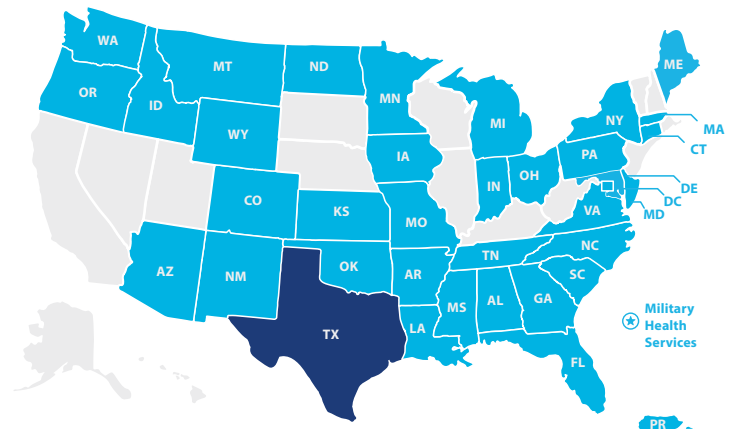 WA
MT
ND
ME
OR
ID
MN
NY
MI
MA
WY
CT
IA
PA
OH
IN
DE
CO
DC
KS
VA
MO
MD
NC
TN
OK
AZ
NM
AR
SC
MS
AL
GA
Military
Health
Services
LA
TX
FL
PR